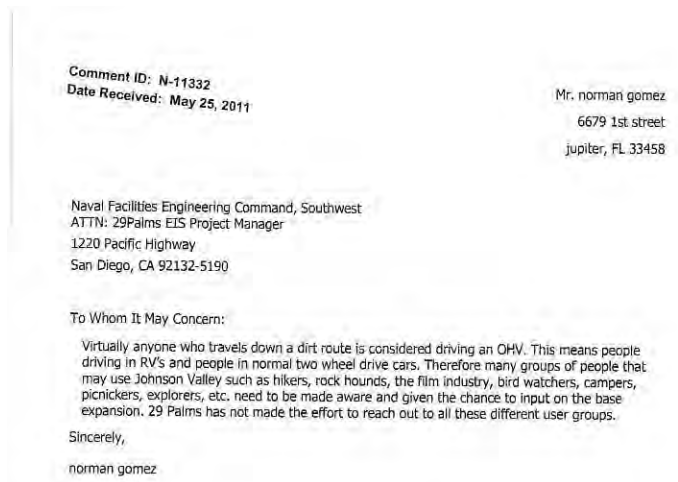 Comment ID: N-11332
Date Received: May 25, 2011
Mr. norman gomez
6679 1st street
jupiter, FL 33458
Naval Facilities Engineering Command, Southwest
ATTN: 29Palms EIS Project Manager
1220 Pacific Highway
San Diego, CA 92132-5190
To Whom It May Concern:
Virtually anyone who travels down a dirt route is considered driving an OHV. This means people
driving in RV's and people in normal two wheel drive cars. Therefore many groups of people that
may use Johnson Valley such as hikers, rock hounds, the film industry, bird watchers, campers,
picnickers, explorers, etc. need to be made aware and given the chance to input on the base
expansion. 29 Palms has not made the effort to reach out to all these different user groups.
Sincerely,
norman gomez